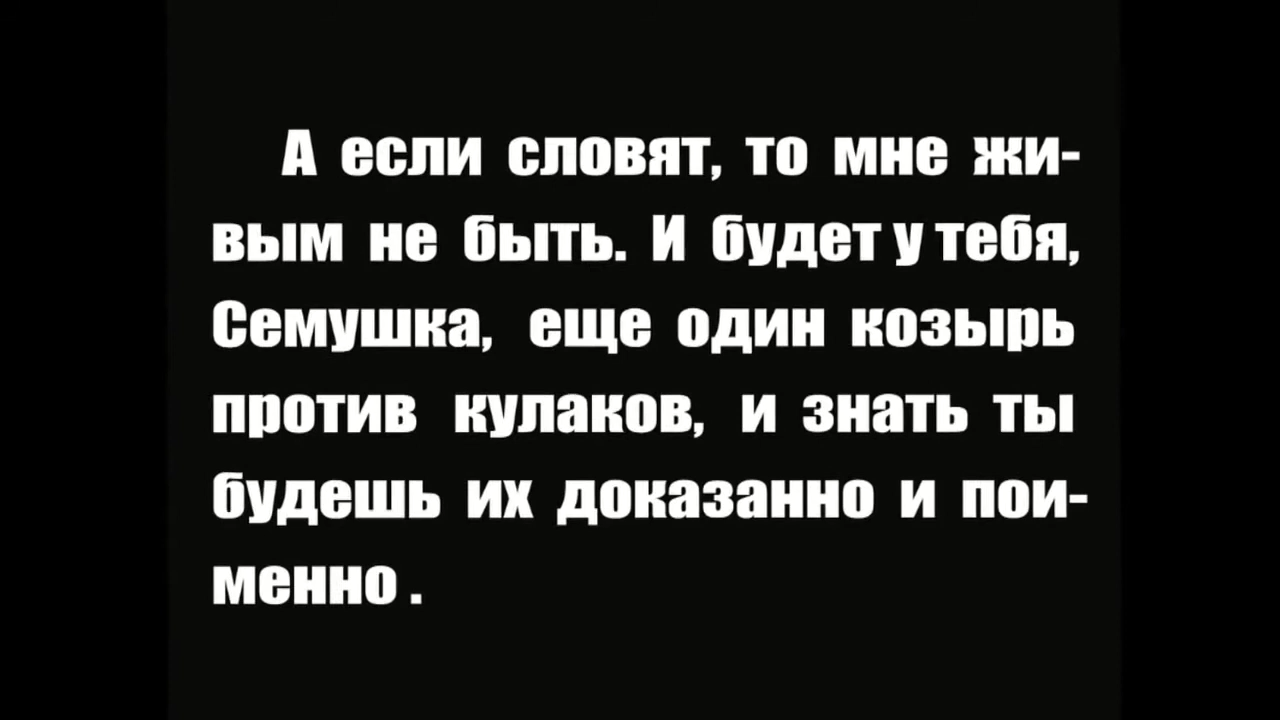 А если словят, то мне жи-
вым не быть. И будет у тебя,
Семушка, еще один козырь
против кулаков, и знать ты
будешь их доказанно и пои-
менно .